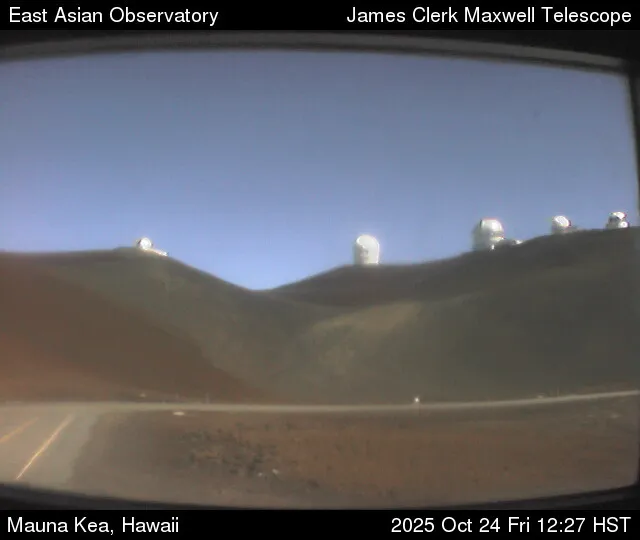 East Asian Observatory
James Clerk Maxwell Telescope
Mauna Kea, Hawaii
2025 Oct 24 Fri 12:27 HST